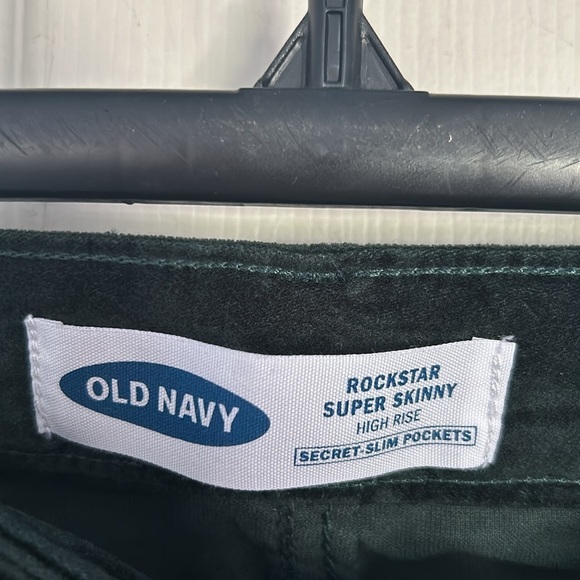 OLD NAVY
ROCKSTAR
SUPER SKINNY
HIGH RISE
SECRET-SLIM POCKETS